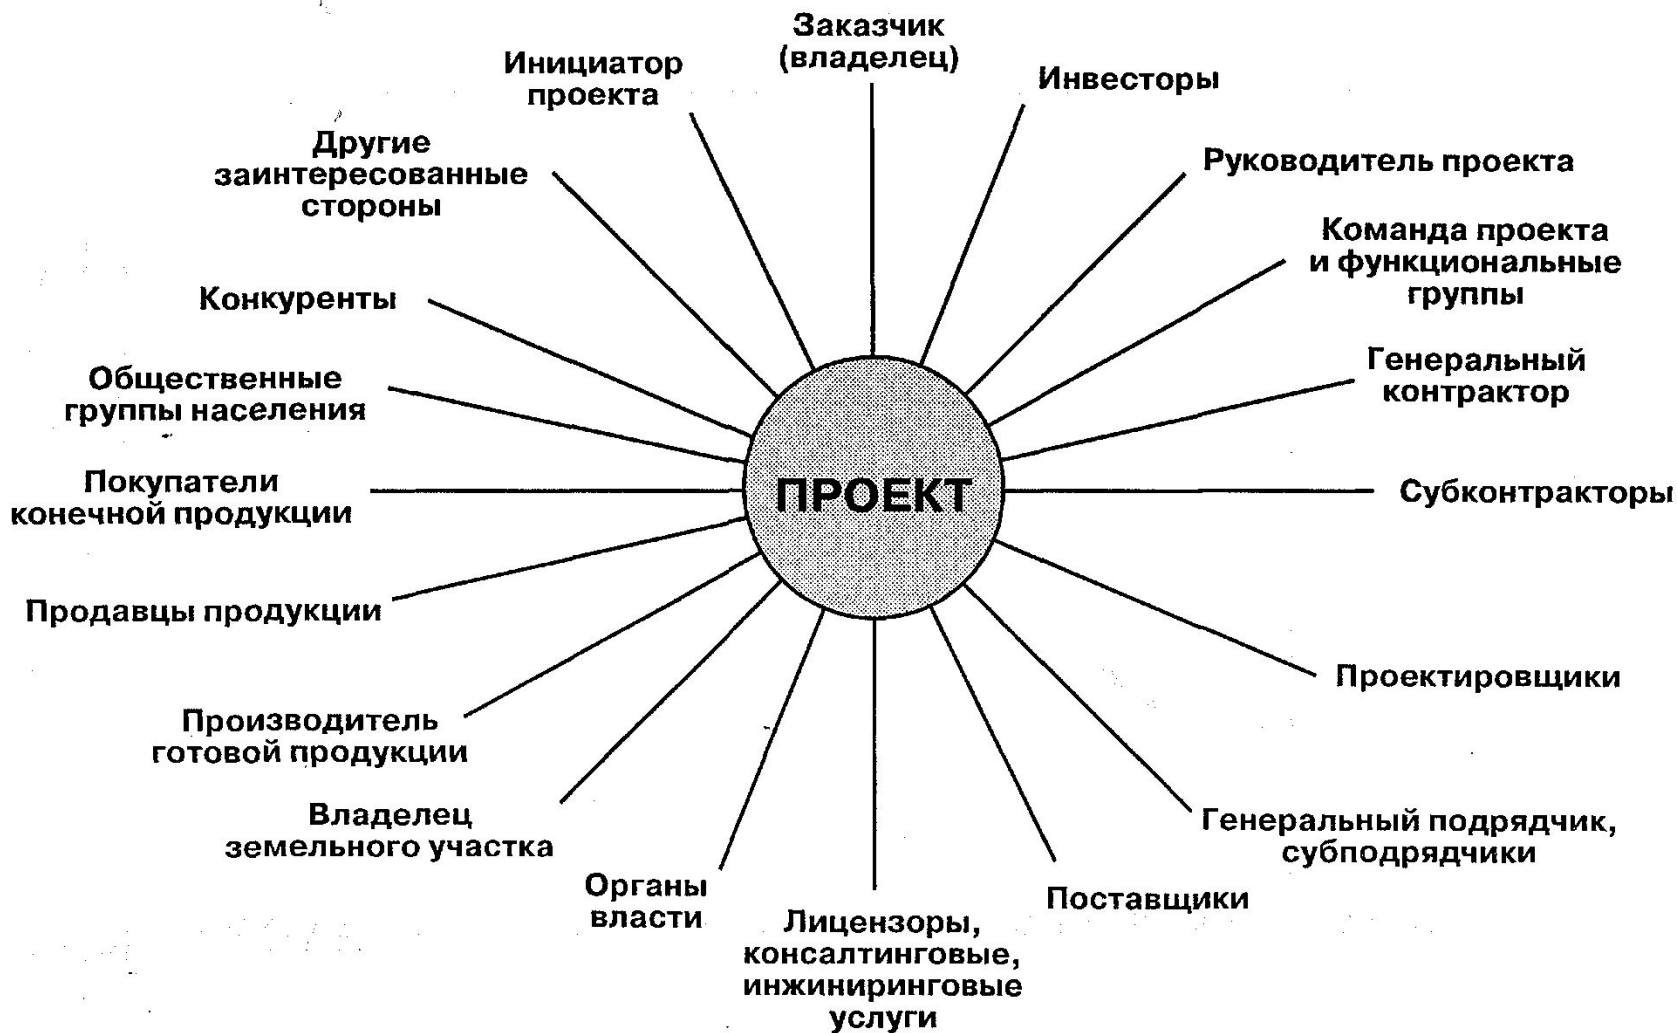 Заказчик
(владелец)
Инвесторы
Руководитель проекта
Команда проекта
и функциональные
группы
Генеральный
контрактор
Субконтракторы
Проектировщики
Генеральный подрядчик,
субподрядчики
Поставщики
Лицензоры,
консалтинговые,
инжиниринговые
услуги
Органы
власти
Владелец
земельного участка
Производитель
готовой продукции
Продавцы продукции
Покупатели
конечной продукции
Общественные
группы населения
Конкуренты
Другие
заинтересованные
стороны
Инициатор
проекта
ПРОЕКТ